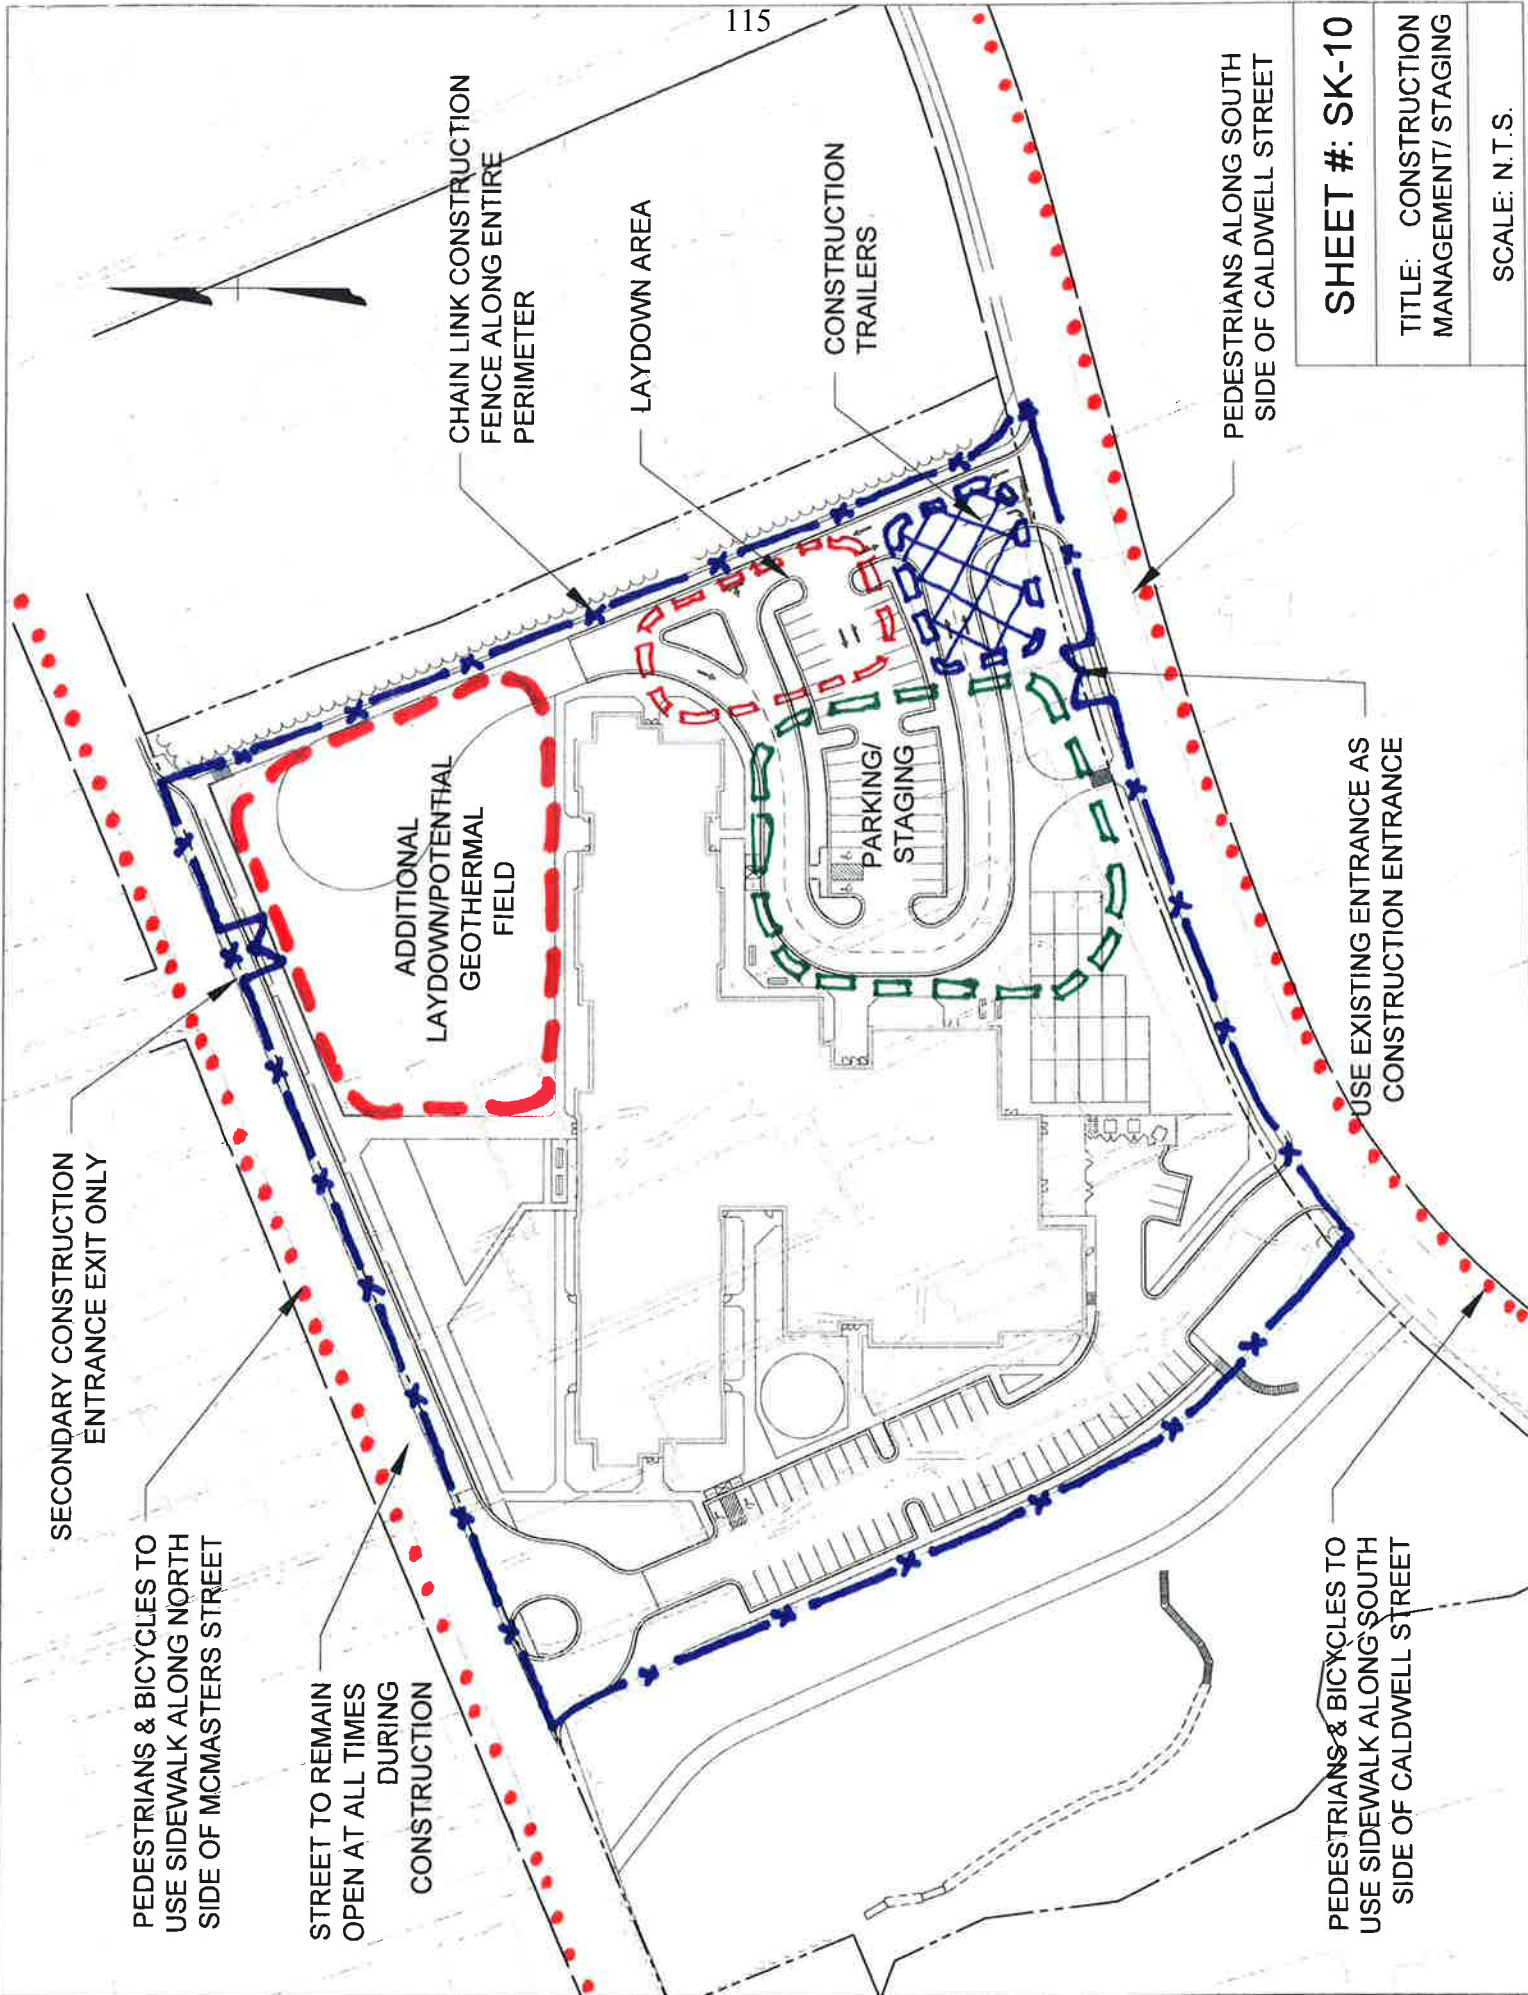 115
SECONDARY CONSTRUCTION
ENTRANCE EXIT ONLY
PEDESTRIANS & BICYCLES TO
USE SIDEWALK ALONG NORTH
SIDE OF MCMASTERS STREET
STREET TO REMAIN
OPEN AT ALL TIMES
DURING
CONSTRUCTION
CHAIN LINK CONSTRUCTION
FENCE ALONG ENTIRE
PERIMETER
LAYDOWN AREA
CONSTRUCTION
TRAILERS
ADDITIONAL
LAYDOWN/POTENTIAL
GEOTHERMAL
FIELD
PARKING/
STAGING
PEDESTRIANS ALONG SOUTH
SIDE OF CALDWELL STREET
USE EXISTING ENTRANCE AS
CONSTRUCTION ENTRANCE
PEDESTRIANS & BICYCLES TO
USE SIDEWALK ALONG SOUTH
SIDE OF CALDWELL STREET
SHEET #: SK-10
TITLE: CONSTRUCTION
MANAGEMENT/ STAGING
SCALE: N.T.S.